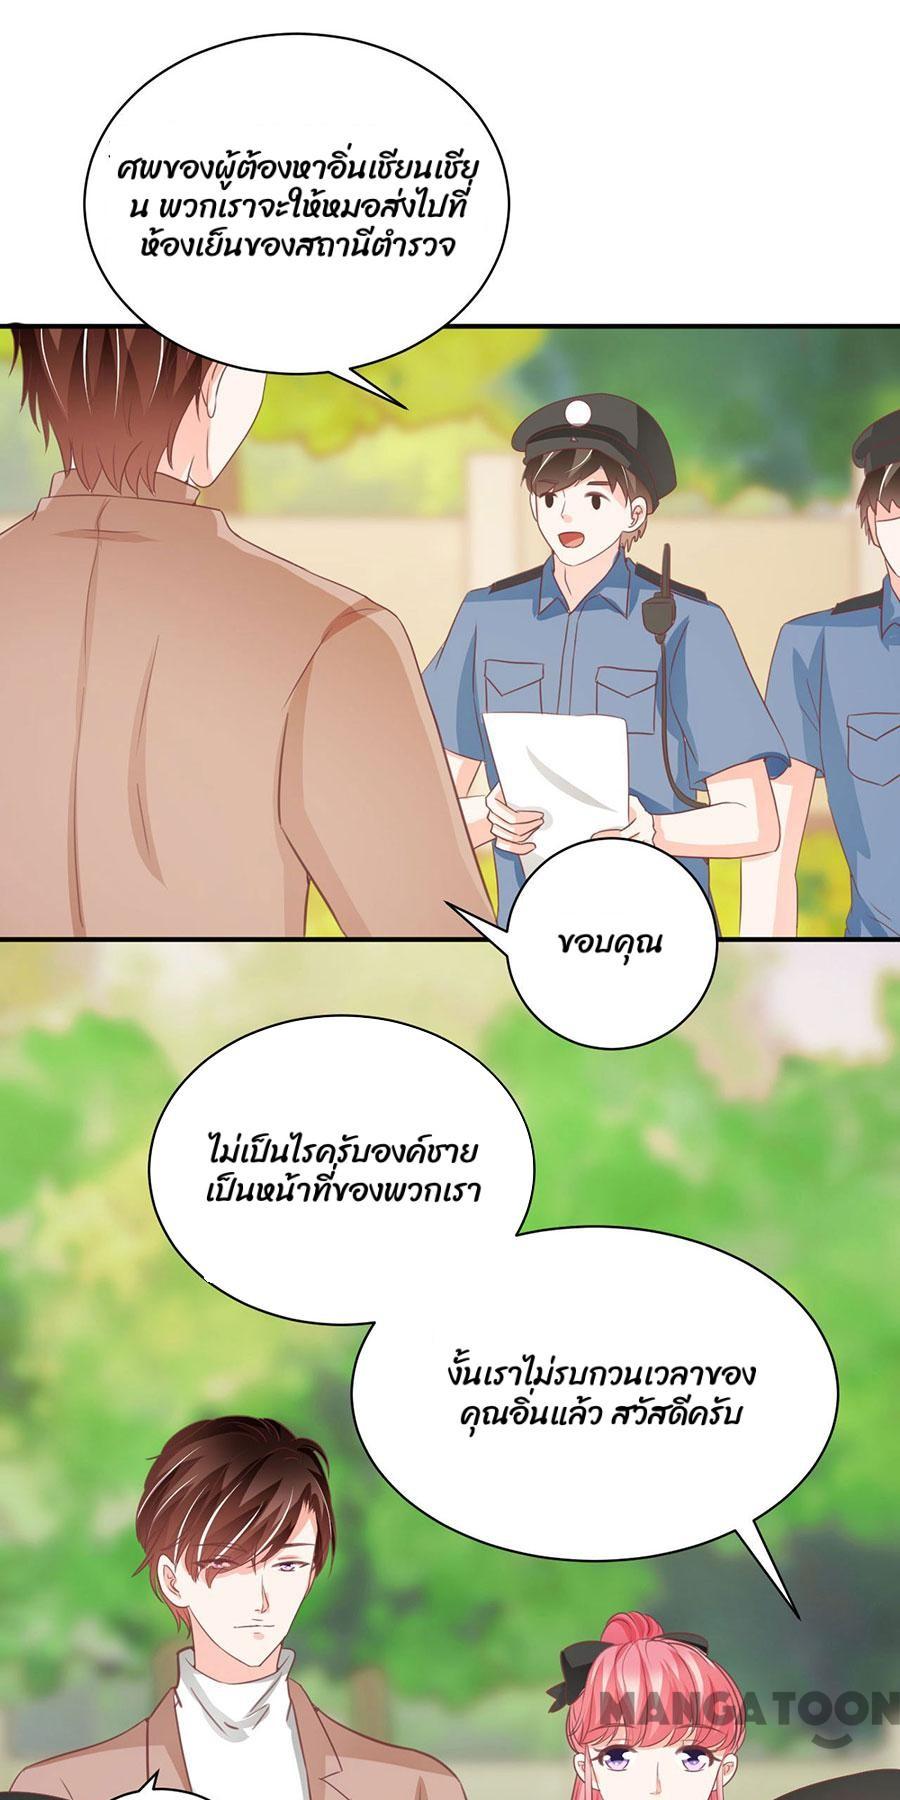 ศพของผู้ต้องหาอิ่นเชียนเชีย
น พวกเราจะให้หมอส่งไปที่
ห้องเย็นของสถานีตำรวจ
ขอบคุณ
ไม่เป็นไรครับองค์ชาย
เป็นหน้าที่ของพวกเรา
งั้นเราไม่รบกวนเวลาของ
คุณอิ่นแล้ว สวัสดีครับ
MANGATOON